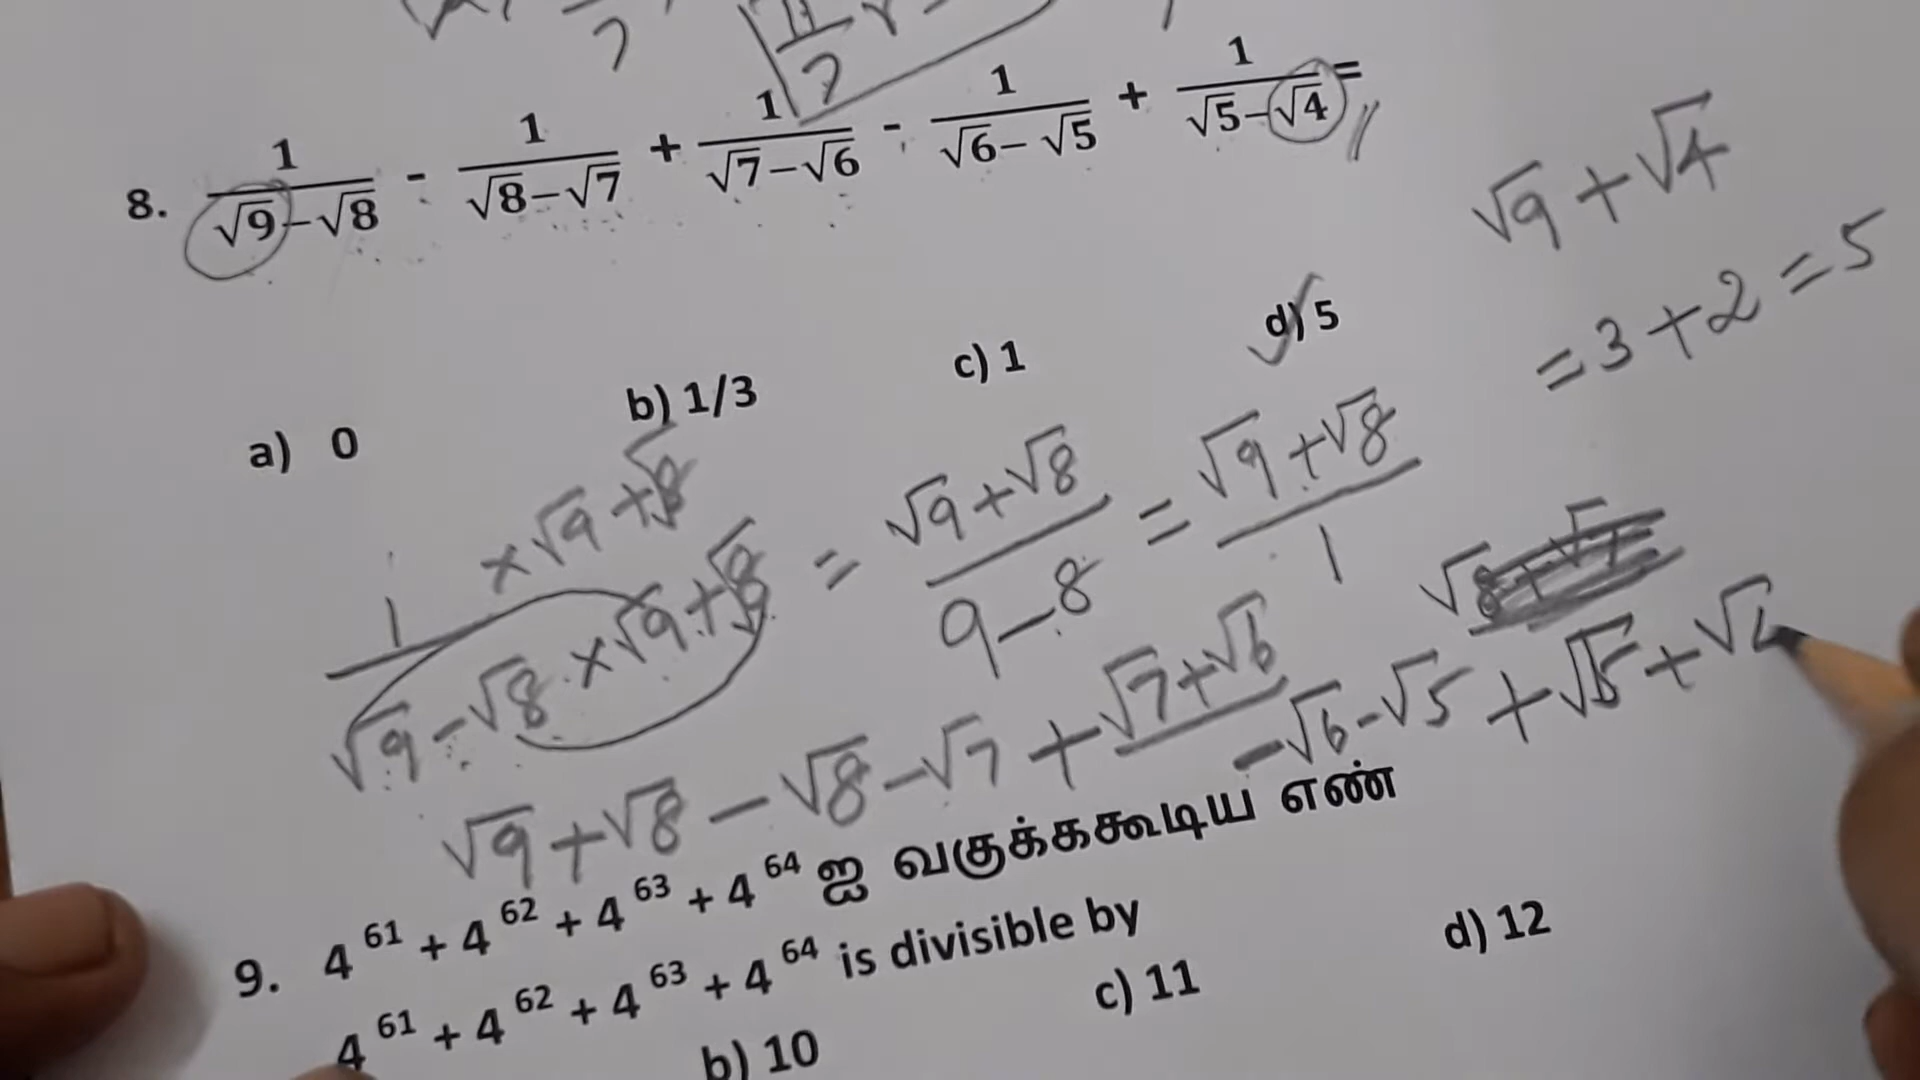 8. 1/(√9−√8) - 1/(√8−√7) + 1/(√7−√6) - 1/(√6−√5) + 1/(√5−√4) =
√9 + √4
= 3 + 2 = 5
a) 0 b) 1/3 c) 1 d) 5
1/(√9-√8) × (√9+√8)/(√9+√8) = (√9+√8)/(9-8) = (√9+√8)/1
√9+√8 - √8-√7 + √7+√6 -√6-√5 + √5+√4
9. 4^61 + 4^62 + 4^63 + 4^64 ஐ வகுக்ககூடிய எண்
4^61 + 4^62 + 4^63 + 4^64 is divisible by
b) 10 c) 11 d) 12